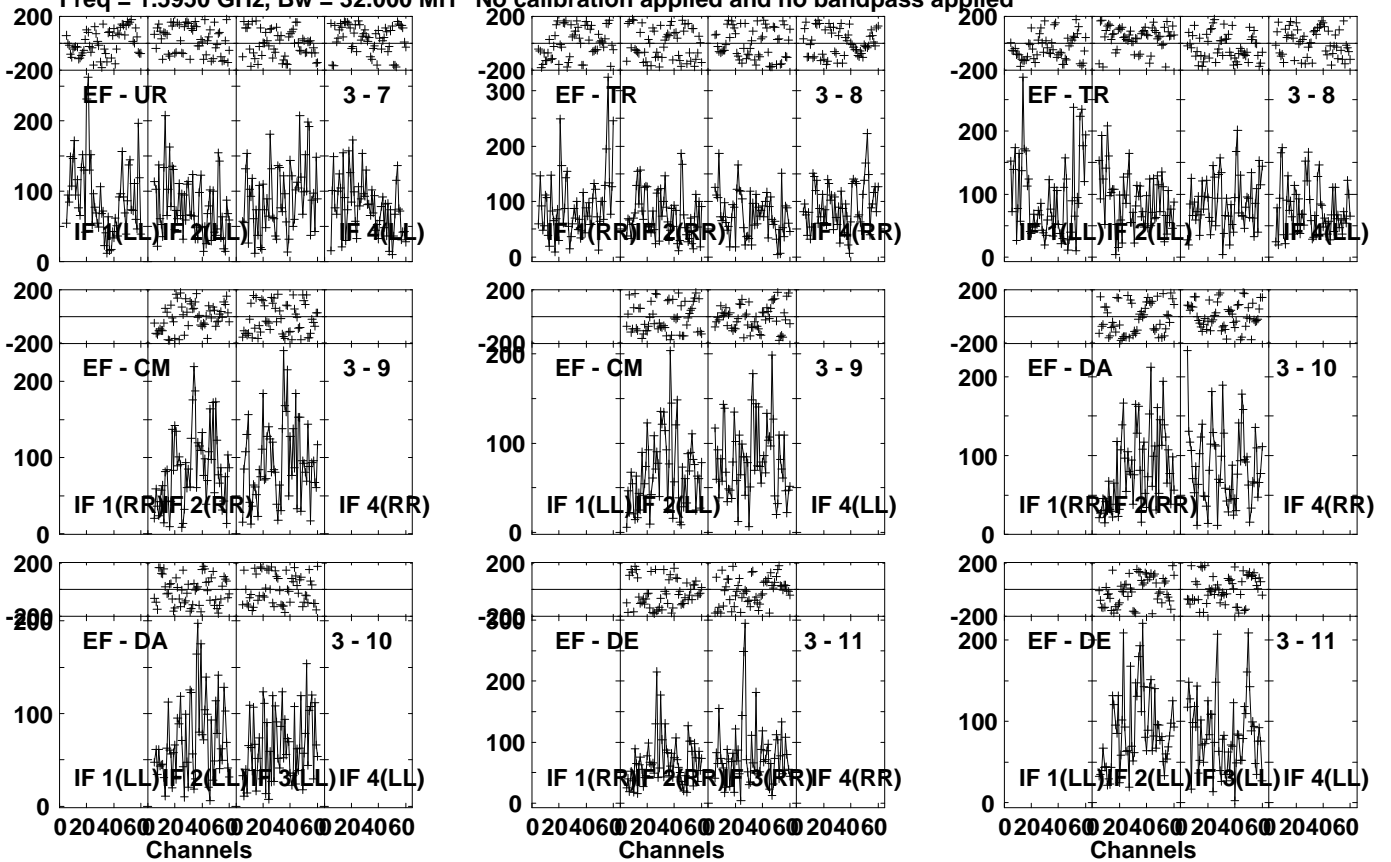 Freq = 1.5950 GHz, Bw = 32.000 MH No calibration applied and no bandpass applied
200
-200
EF - UR 3 - 7
200
100
0
IF 1(LL) IF 2(LL) IF 4(LL)
200
-200
300
EF - TR 3 - 8
200
100
0
IF 1(RR) IF 2(RR) IF 4(RR)
200
-200
EF - TR 3 - 8
200
100
0
IF 1(LL) IF 2(LL) IF 4(LL)
200
-200
EF - CM 3 - 9
200
100
0
IF 1(RR) IF 2(RR) IF 4(RR)
200
-200
200
EF - CM 3 - 9
100
0
IF 1(LL) IF 2(LL) IF 4(LL)
200
-200
EF - DA 3 - 10
200
100
0
IF 1(RR) IF 2(RR) IF 4(RR)
200
-200
200
EF - DA 3 - 10
100
0
IF 1(LL) IF 2(LL) IF 3(LL) IF 4(LL)
0 20 40 60 0 20 40 60 0 20 40 60 0 20 40 60
Channels
200
-200
300
EF - DE 3 - 11
200
100
0
IF 1(RR) IF 2(RR) IF 3(RR) IF 4(RR)
0 20 40 60 0 20 40 60 0 20 40 60 0 20 40 60
Channels
200
-200
EF - DE 3 - 11
200
100
0
IF 1(LL) IF 2(LL) IF 3(LL) IF 4(LL)
0 20 40 60 0 20 40 60 0 20 40 60 0 20 40 60
Channels